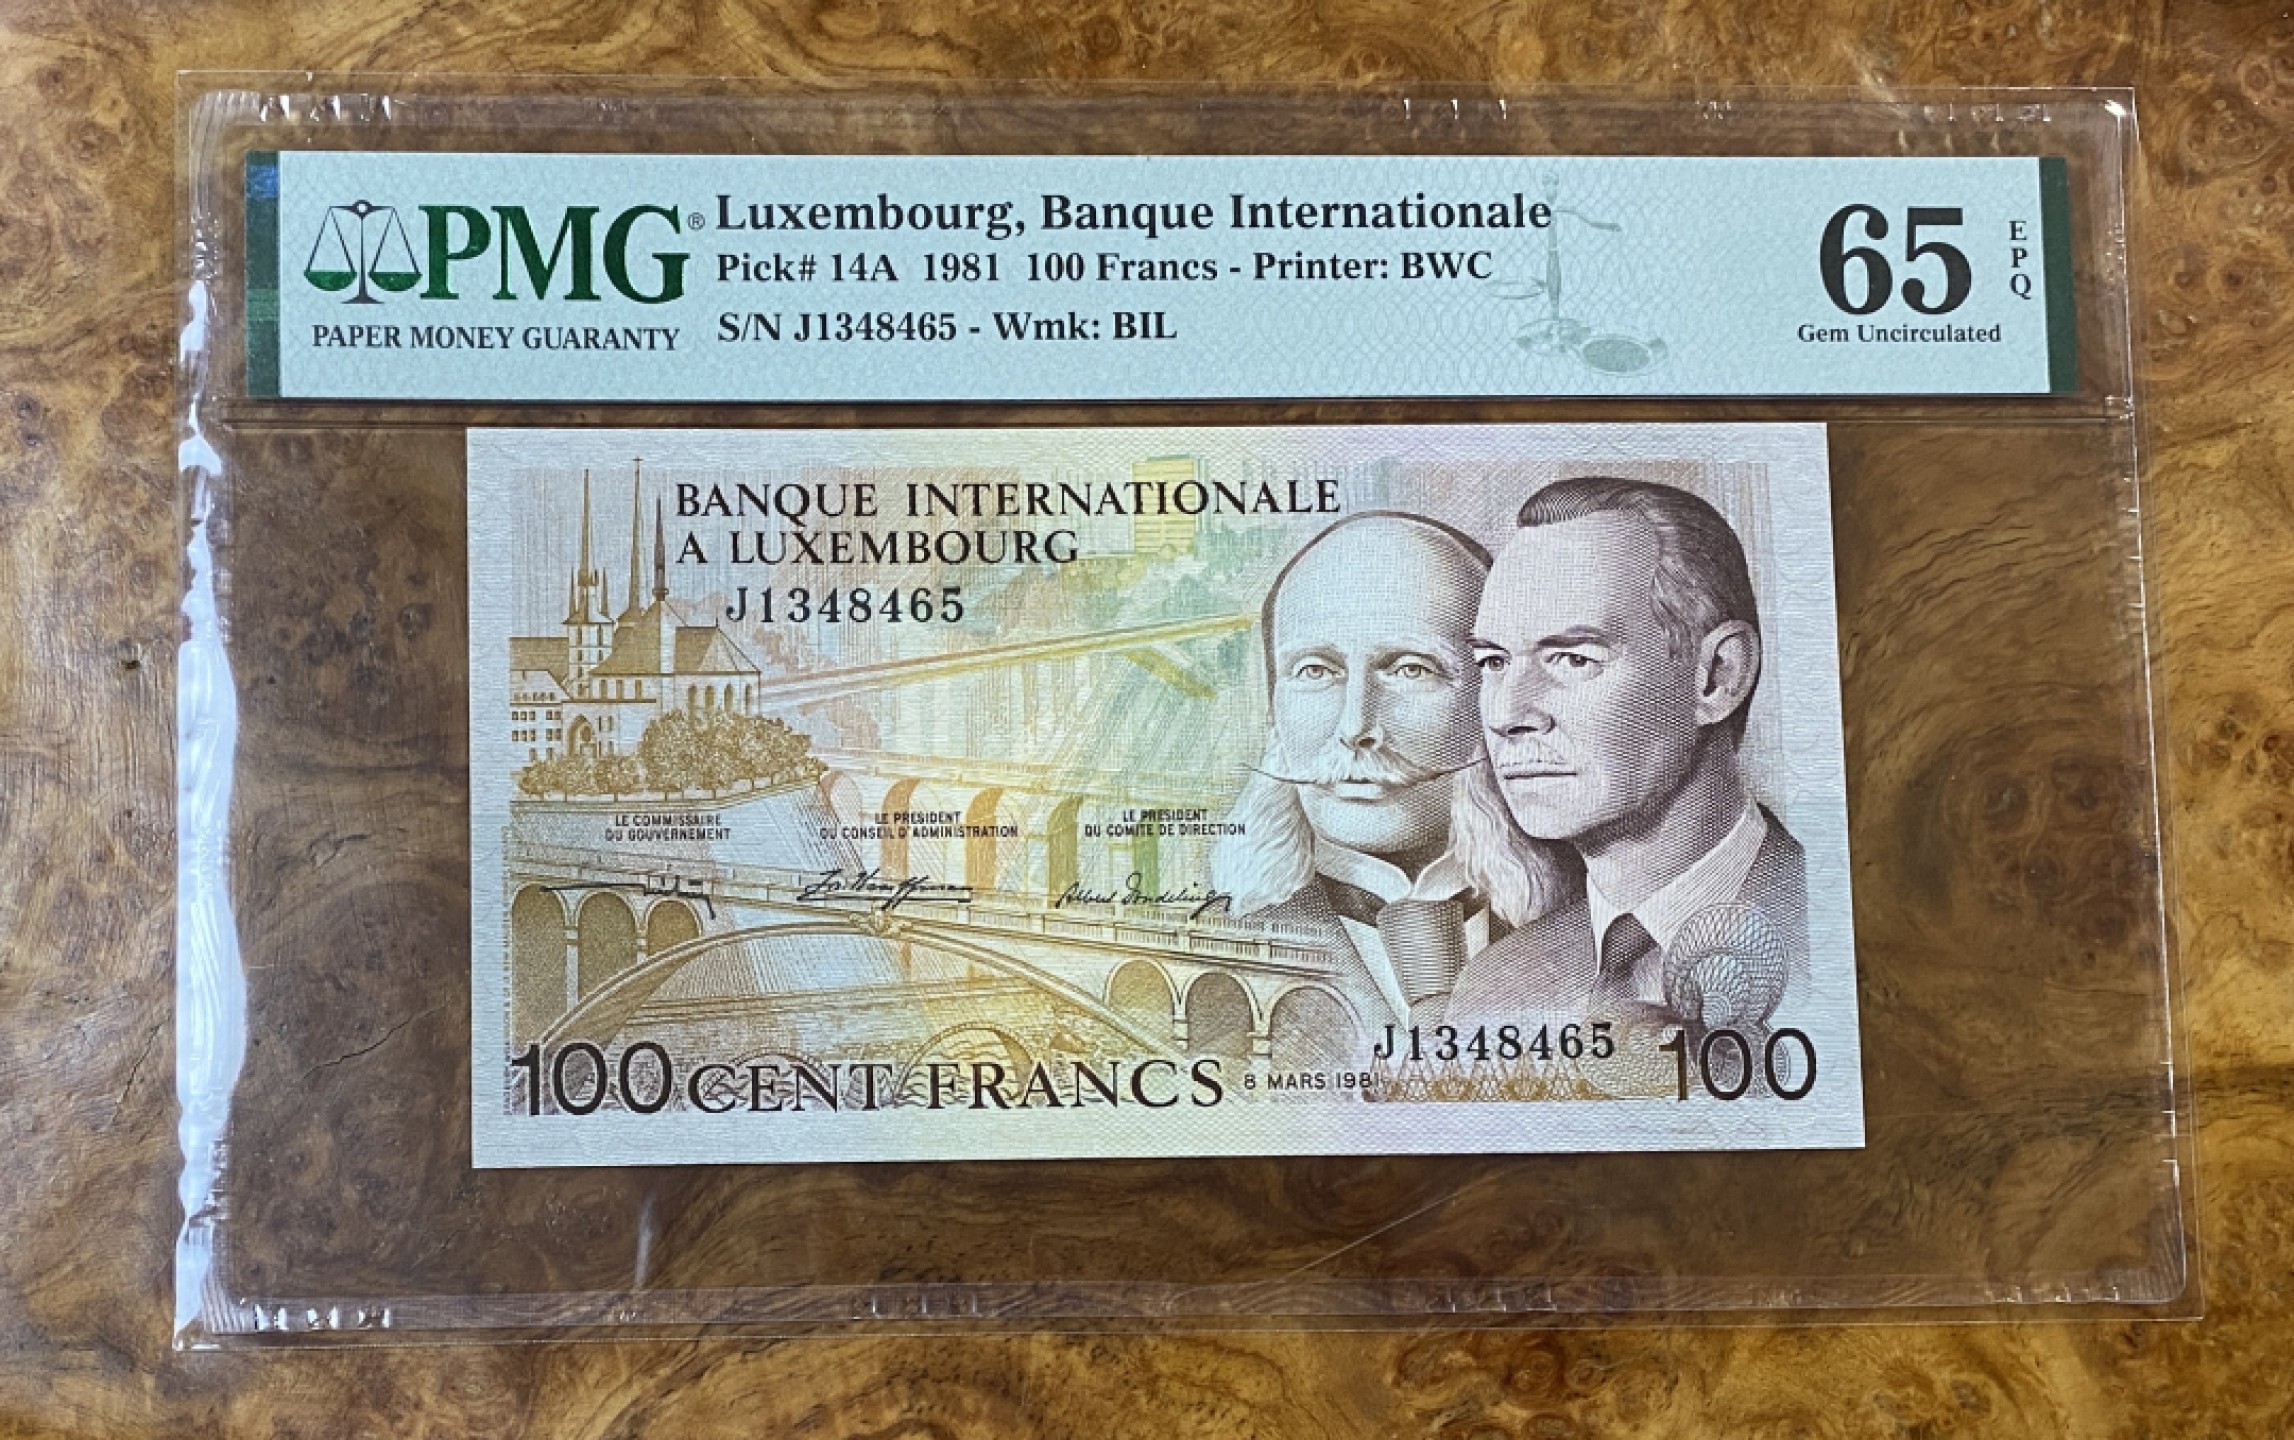 PMG®
PAPER MONEY GUARANTY
Luxembourg, Banque Internationale
Pick# 14A 1981 100 Francs - Printer: BWC
S/N J1348465 - Wmk: BIL
65
EPQ
Gem Uncirculated
BANQUE INTERNATIONALE
A LUXEMBOURG
J1348465
LE COMMISSAIRE
DU GOUVERNEMENT
LE PRESIDENT
DU CONSEIL D'ADMINISTRATION
LE PRESIDENT
DU COMITE DE DIRECTION
Albert Dondelinger
J1348465
100 CENT FRANCS 8 MARS 1981 100